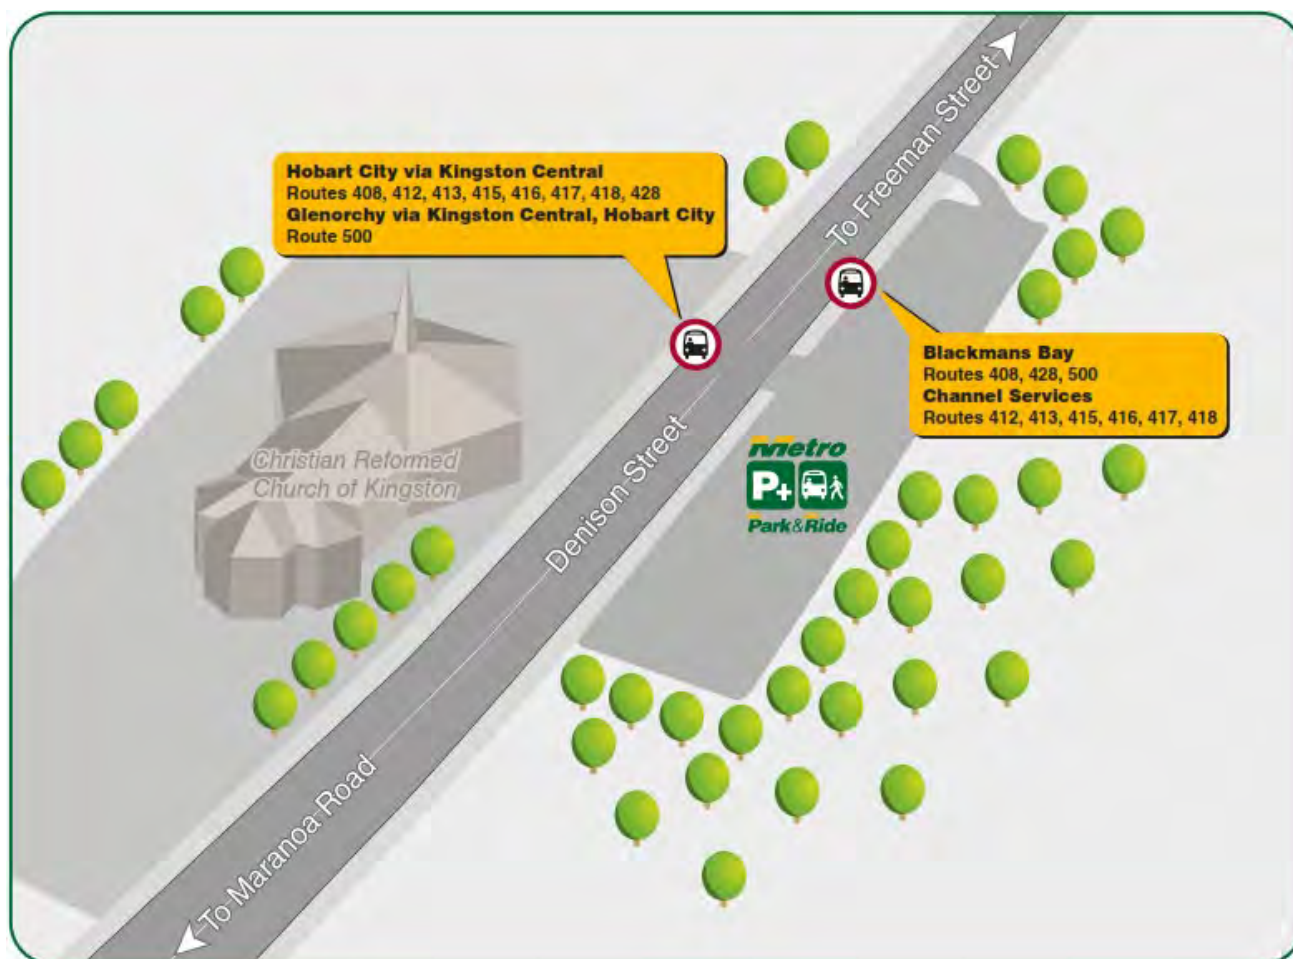 Hobart City via Kingston Central
Routes 408, 412, 413, 415, 416, 417, 418, 428
Glenorchy via Kingston Central, Hobart City
Route 500
To Freeman Street
Blackmans Bay
Routes 408, 428, 500
Channel Services
Routes 412, 413, 415, 416, 417, 418
Christian Reformed
Church of Kingston
Denison Street
Metro
P+
Park&Ride
To Maranoa Road